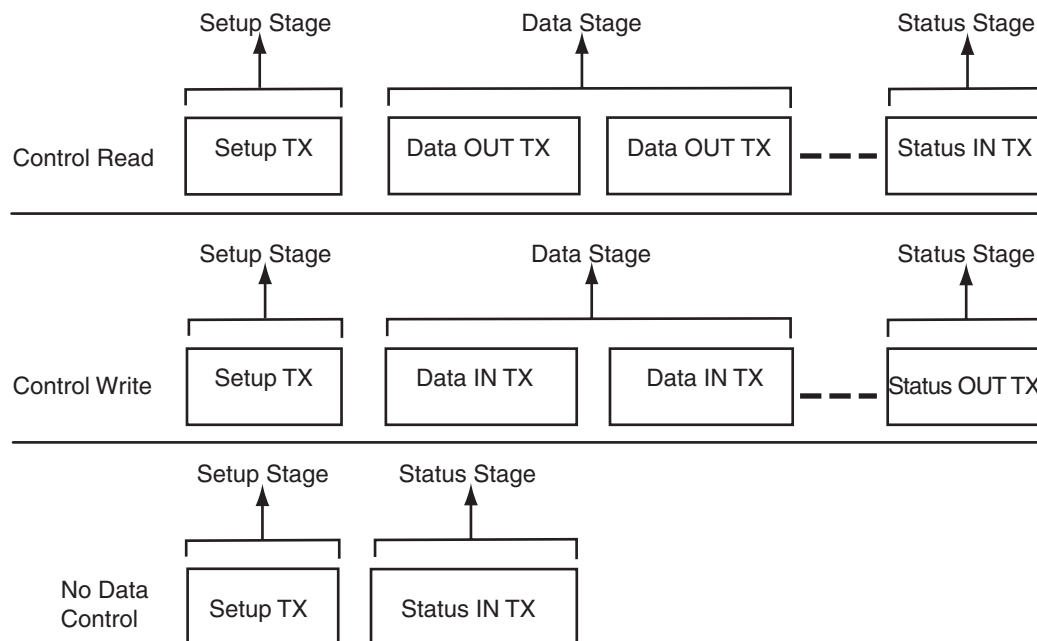 Setup Stage Data Stage Status Stage
Control Read Setup TX Data OUT TX Data OUT TX Status IN TX
Setup Stage Data Stage Status Stage
Control Write Setup TX Data IN TX Data IN TX Status OUT TX
Setup Stage Status Stage
No Data
Control
Setup TX Status IN TX